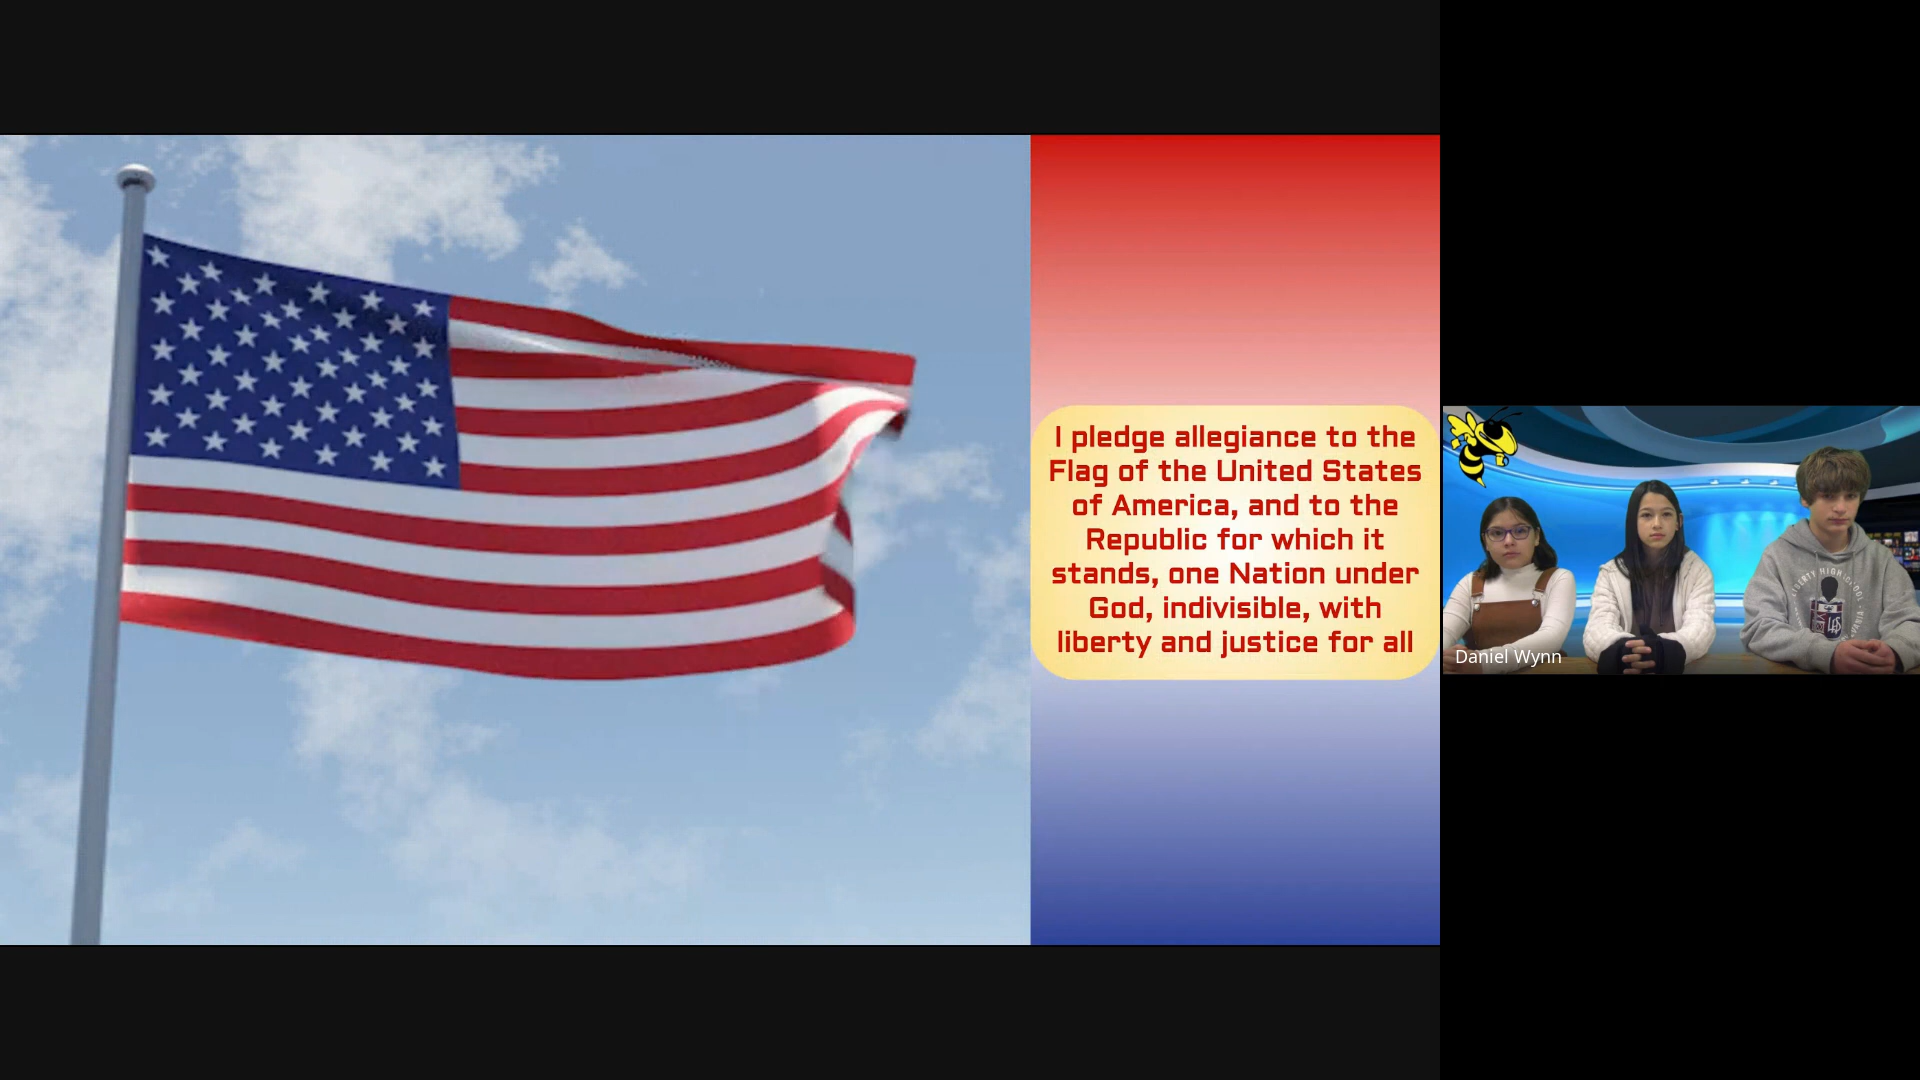 I pledge allegiance to the
Flag of the United States
of America, and to the
Republic for which it
stands, one Nation under
God, indivisible, with
liberty and justice for all
Daniel Wynn